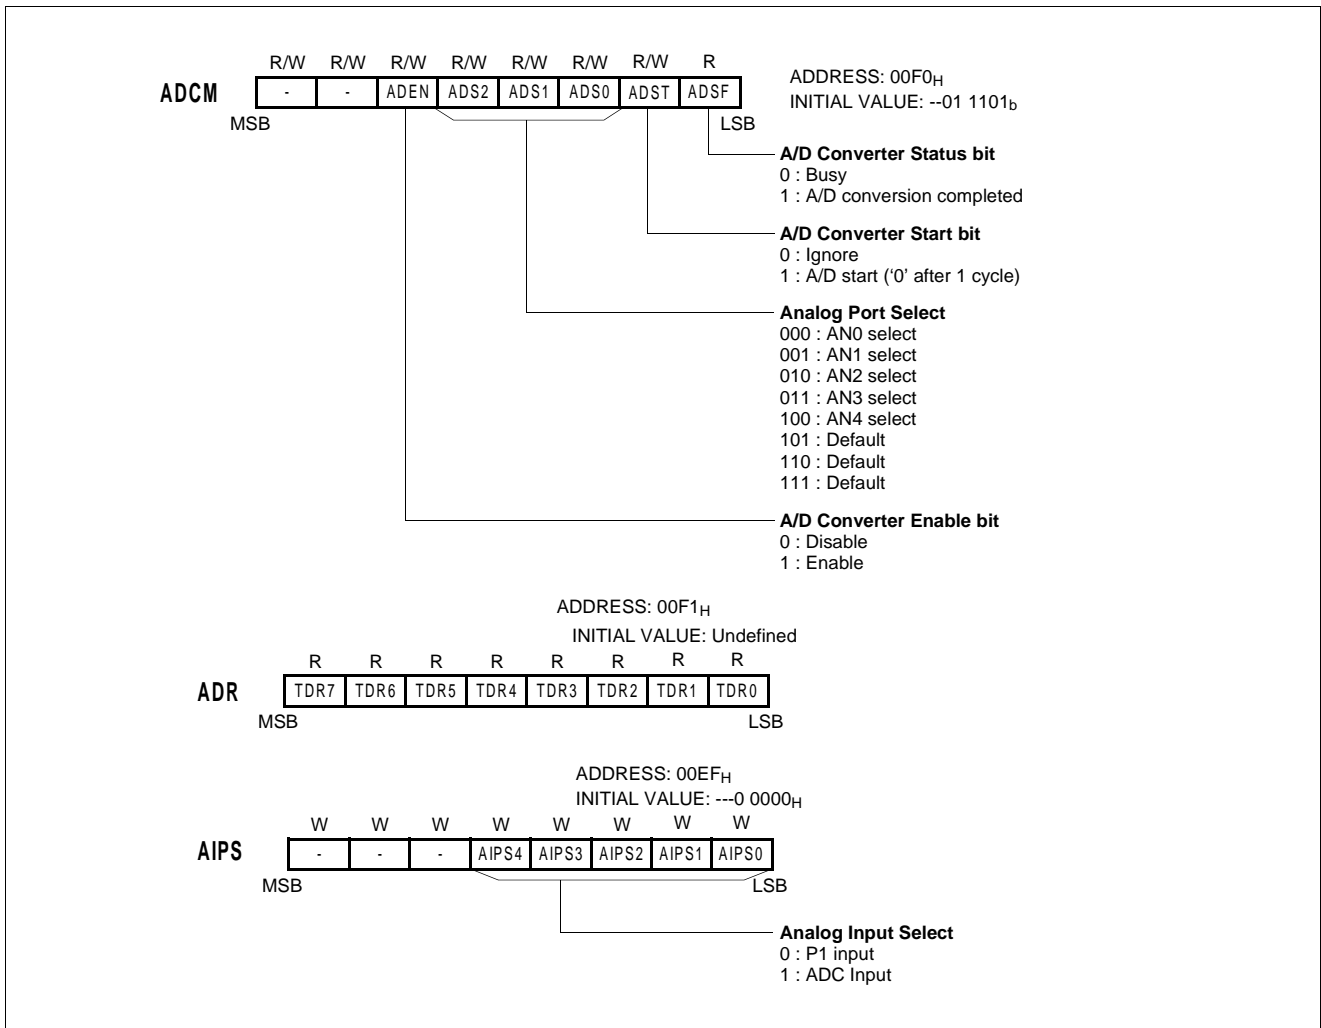 R/W R/W R/W R/W R/W R/W R/W R
ADCM - - ADEN ADS2 ADS1 ADS0 ADST ADSF
MSB LSB
ADDRESS: 00F0H
INITIAL VALUE: --01 1101b
A/D Converter Status bit
0 : Busy
1 : A/D conversion completed
A/D Converter Start bit
0 : Ignore
1 : A/D start (‘0’ after 1 cycle)
Analog Port Select
000 : AN0 select
001 : AN1 select
010 : AN2 select
011 : AN3 select
100 : AN4 select
101 : Default
110 : Default
111 : Default
A/D Converter Enable bit
0 : Disable
1 : Enable
ADDRESS: 00F1H
INITIAL VALUE: Undefined
R R R R R R R R
ADR TDR7 TDR6 TDR5 TDR4 TDR3 TDR2 TDR1 TDR0
MSB LSB
ADDRESS: 00EFH
INITIAL VALUE: ---0 0000H
W W W W W W W W
AIPS - - - AIPS4 AIPS3 AIPS2 AIPS1 AIPS0
MSB LSB
Analog Input Select
0 : P1 input
1 : ADC Input